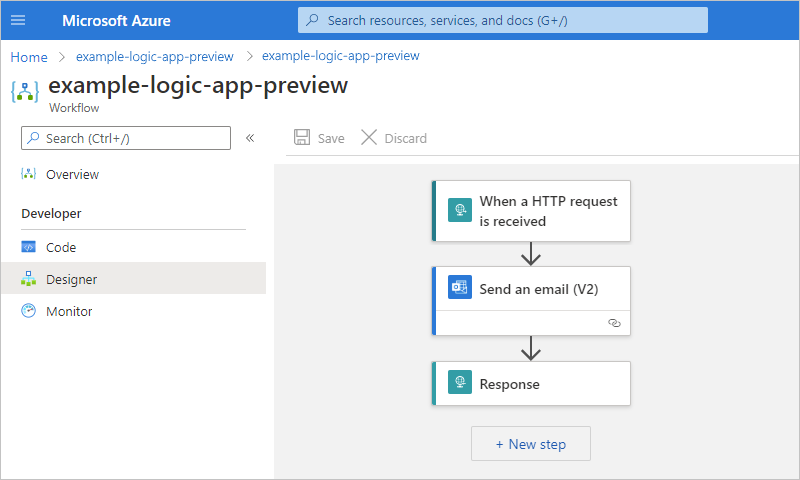 Microsoft Azure
Search resources, services, and docs (G+/)
Home > example-logic-app-preview > example-logic-app-preview
example-logic-app-preview
Workflow
Search (Ctrl+/)
«
Overview
Developer
Code
Designer
Monitor
Save
Discard
When a HTTP request
is received
Send an email (V2)
Response
+ New step